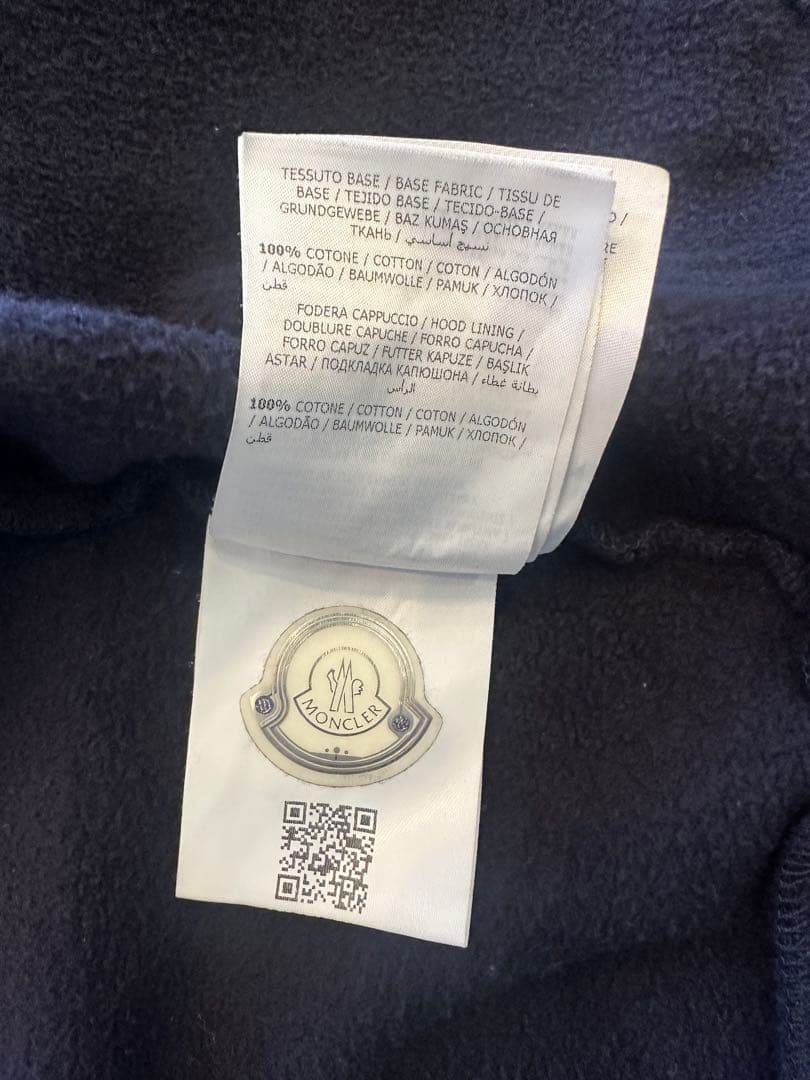 TESSUTO BASE / BASE FABRIC / TISSU DE
BASE / TEJIDO BASE / TECIDO-BASE /
GRUNDGEWEBE / BAZ KUMAŞ / ОСНОВНАЯ
ТКАНЬ / نسيج أساسي
100% COTONE / COTTON / COTON / ALGODÓN
/ ALGODÃO / BAUMWOLLE / PAMUK / ХЛОПОК /
قطن
FODERA CAPPUCCIO / HOOD LINING /
DOUBLURE CAPUCHE / FORRO CAPUCHA /
FORRO CAPUZ / FUTTER KAPUZE / BAŞLIK
ASTAR / ПОДКЛАДКА КАПЮШОНА / بطانة غطاء
الرأس
100% COTONE / COTTON / COTON / ALGODÓN
/ ALGODÃO / BAUMWOLLE / PAMUK / ХЛОПОК /
قطن
MONCLER